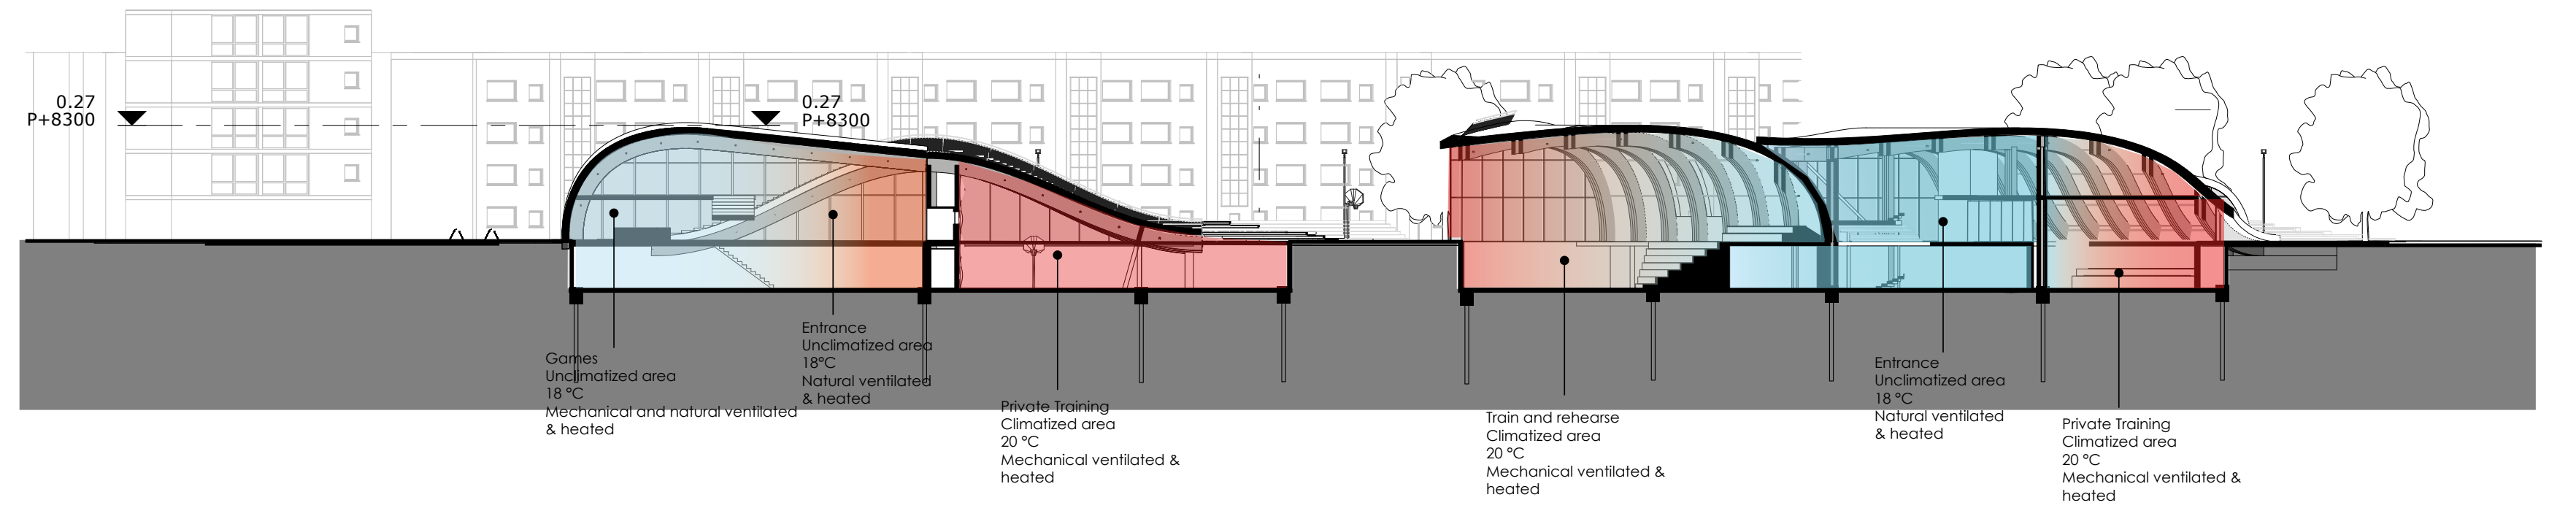 0.27
P+8300
0.27
P+8300
Games
Unclimatized area
18 °C
Mechanical and natural ventilated
& heated
Entrance
Unclimatized area
18°C
Natural ventilated
& heated
Private Training
Climatized area
20 °C
Mechanical ventilated &
heated
Train and rehearse
Climatized area
20 °C
Mechanical ventilated &
heated
Entrance
Unclimatized area
18 °C
Natural ventilated
& heated
Private Training
Climatized area
20 °C
Mechanical ventilated &
heated